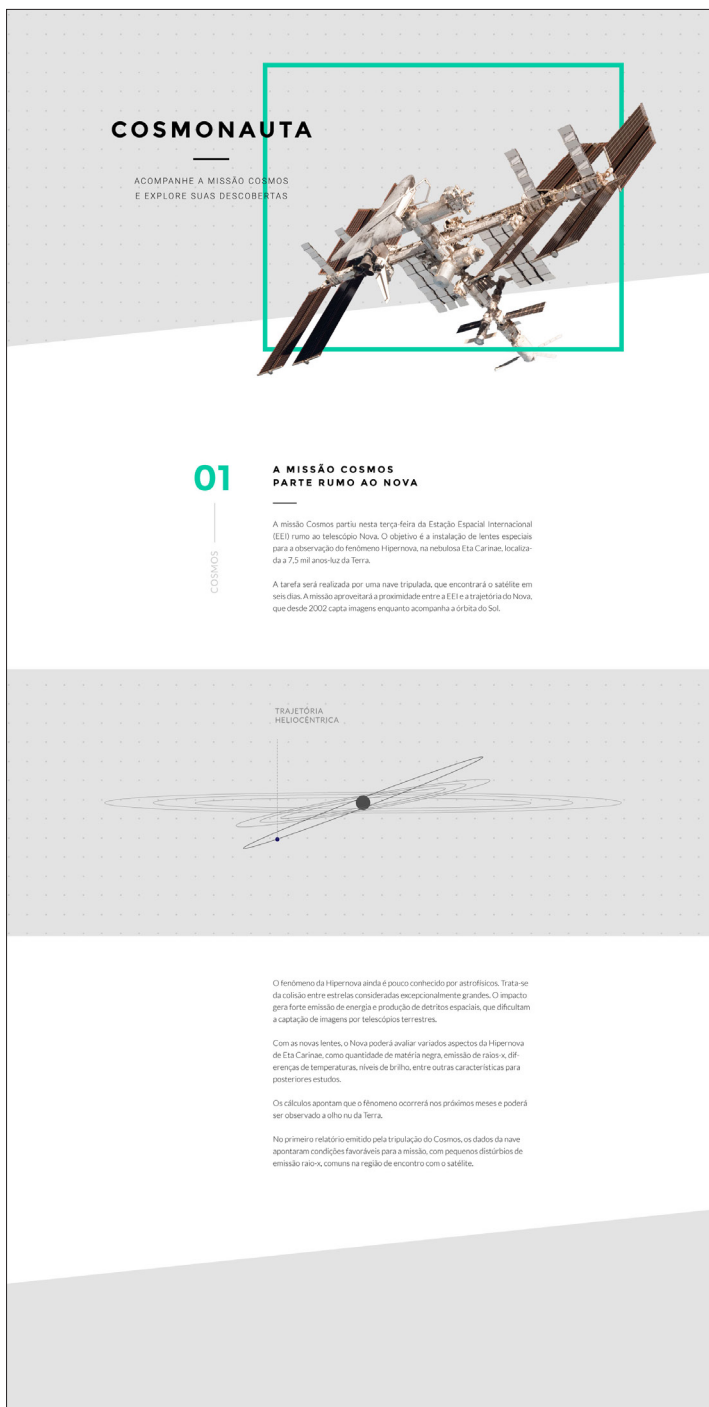 COSMONAUTA
ACOMPANHE A MISSÃO COSMOS
E EXPLORE SUAS DESCOBERTAS
01
COSMOS
A MISSÃO COSMOS
PARTE RUMO AO NOVA
A missão Cosmos partiu nesta terça-feira da Estação Espacial Internacional
(EEI) rumo ao telescópio Nova. O objetivo é a instalação de lentes especiais
para a observação do fenômeno Hipernova, na nebulosa Eta Carinae, localiza-
da a 7,5 mil anos-luz da Terra.
A tarefa será realizada por uma nave tripulada, que encontrará o satélite em
seis dias. A missão aproveitará a proximidade entre a EEI e a trajetória do Nova,
que desde 2002 capta imagens enquanto acompanha a órbita do Sol.
TRAJETÓRIA
HELIOCÊNTRICA
O fenômeno da Hipernova ainda é pouco conhecido por astrofísicos. Trata-se
da colisão entre estrelas consideradas excepcionalmente grandes. O impacto
gera forte emissão de energia e produção de detritos espaciais, que dificultam
a captação de imagens por telescópios terrestres.
Com as novas lentes, o Nova poderá avaliar variados aspectos da Hipernova
de Eta Carinae, como quantidade de matéria negra, emissão de raios-x, dif-
erenças de temperaturas, níveis de brilho, entre outras características para
posteriores estudos.
Os cálculos apontam que o fênomeno ocorrerá nos próximos meses e poderá
ser observado a olho nu da Terra.
No primeiro relatório emitido pela tripulação do Cosmos, os dados da nave
apontaram condições favoráveis para a missão, com pequenos distúrbios de
emissão raio-x, comuns na região de encontro com o satélite.